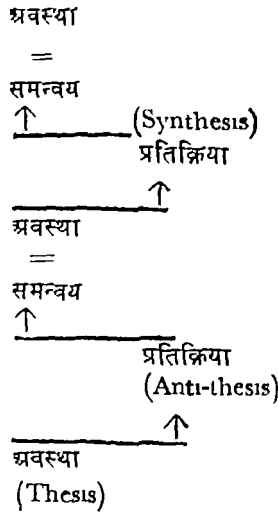 अवस्था
=
समन्वय
↑
(Synthesis)
प्रतिक्रिया
↑
अवस्था
=
समन्वय
↑
प्रतिक्रिया
(Anti-thesis)
↑
अवस्था
(Thesis)